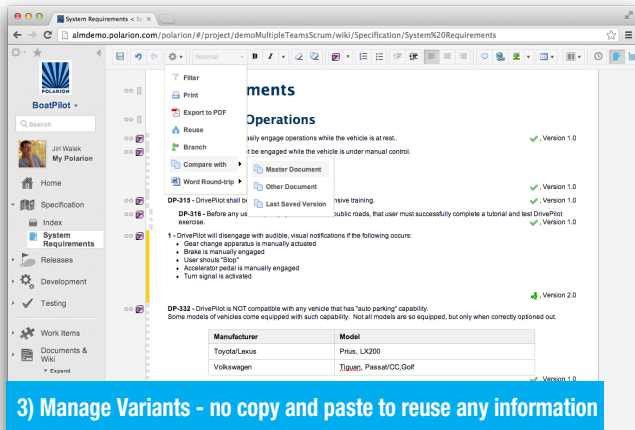 System Requirements < Sp
almdemo.polarion.com/polarion/#/project/demoMultipleTeamsScrum/wiki/Specification/System%20Requirements
Normal
POLARION
BoatPilot
Search
Jiri Walek
My Polarion
Home
Specification
Index
System
Requirements
Releases
Development
Testing
Work Items
Documents &
Wiki
Expand
Filter
Print
Export to PDF
Reuse
Branch
Compare with
Word Round-trip
Master Document
Other Document
Last Saved Version
ments
Operations
asily engage operations while the vehicle is at rest..
, Version 1.0
t be engaged while the vehicle is under manual control.
, Version 1.0
DP-315 - DrivePilot shall b nsive training.
, Version 1.0
DP-316 - Before any us public roads, that user must successfully complete a tutorial and test DrivePilot
exercise.
, Version 1.0
1 - DrivePilot will disengage with audible, visual notifications if the following occurs:
• Gear change apparatus is manually actuated
• Brake is manually engaged
• User shouts "Stop"
• Accelerator pedal is manually engaged
• Turn signal is activated
, Version 2.0
DP-332 - DrivePilot is NOT compatible with any vehicle that has "auto parking" capability.
Some models of vehicles come equipped with such capability. Not all models are so equipped, but only when correctly optioned out.
Manufacturer Model
Toyota/Lexus Prius, LX200
Volkswagen Tiguan, Passat/CC,Golf
, Version 1.0
3) Manage Variants - no copy and paste to reuse any information